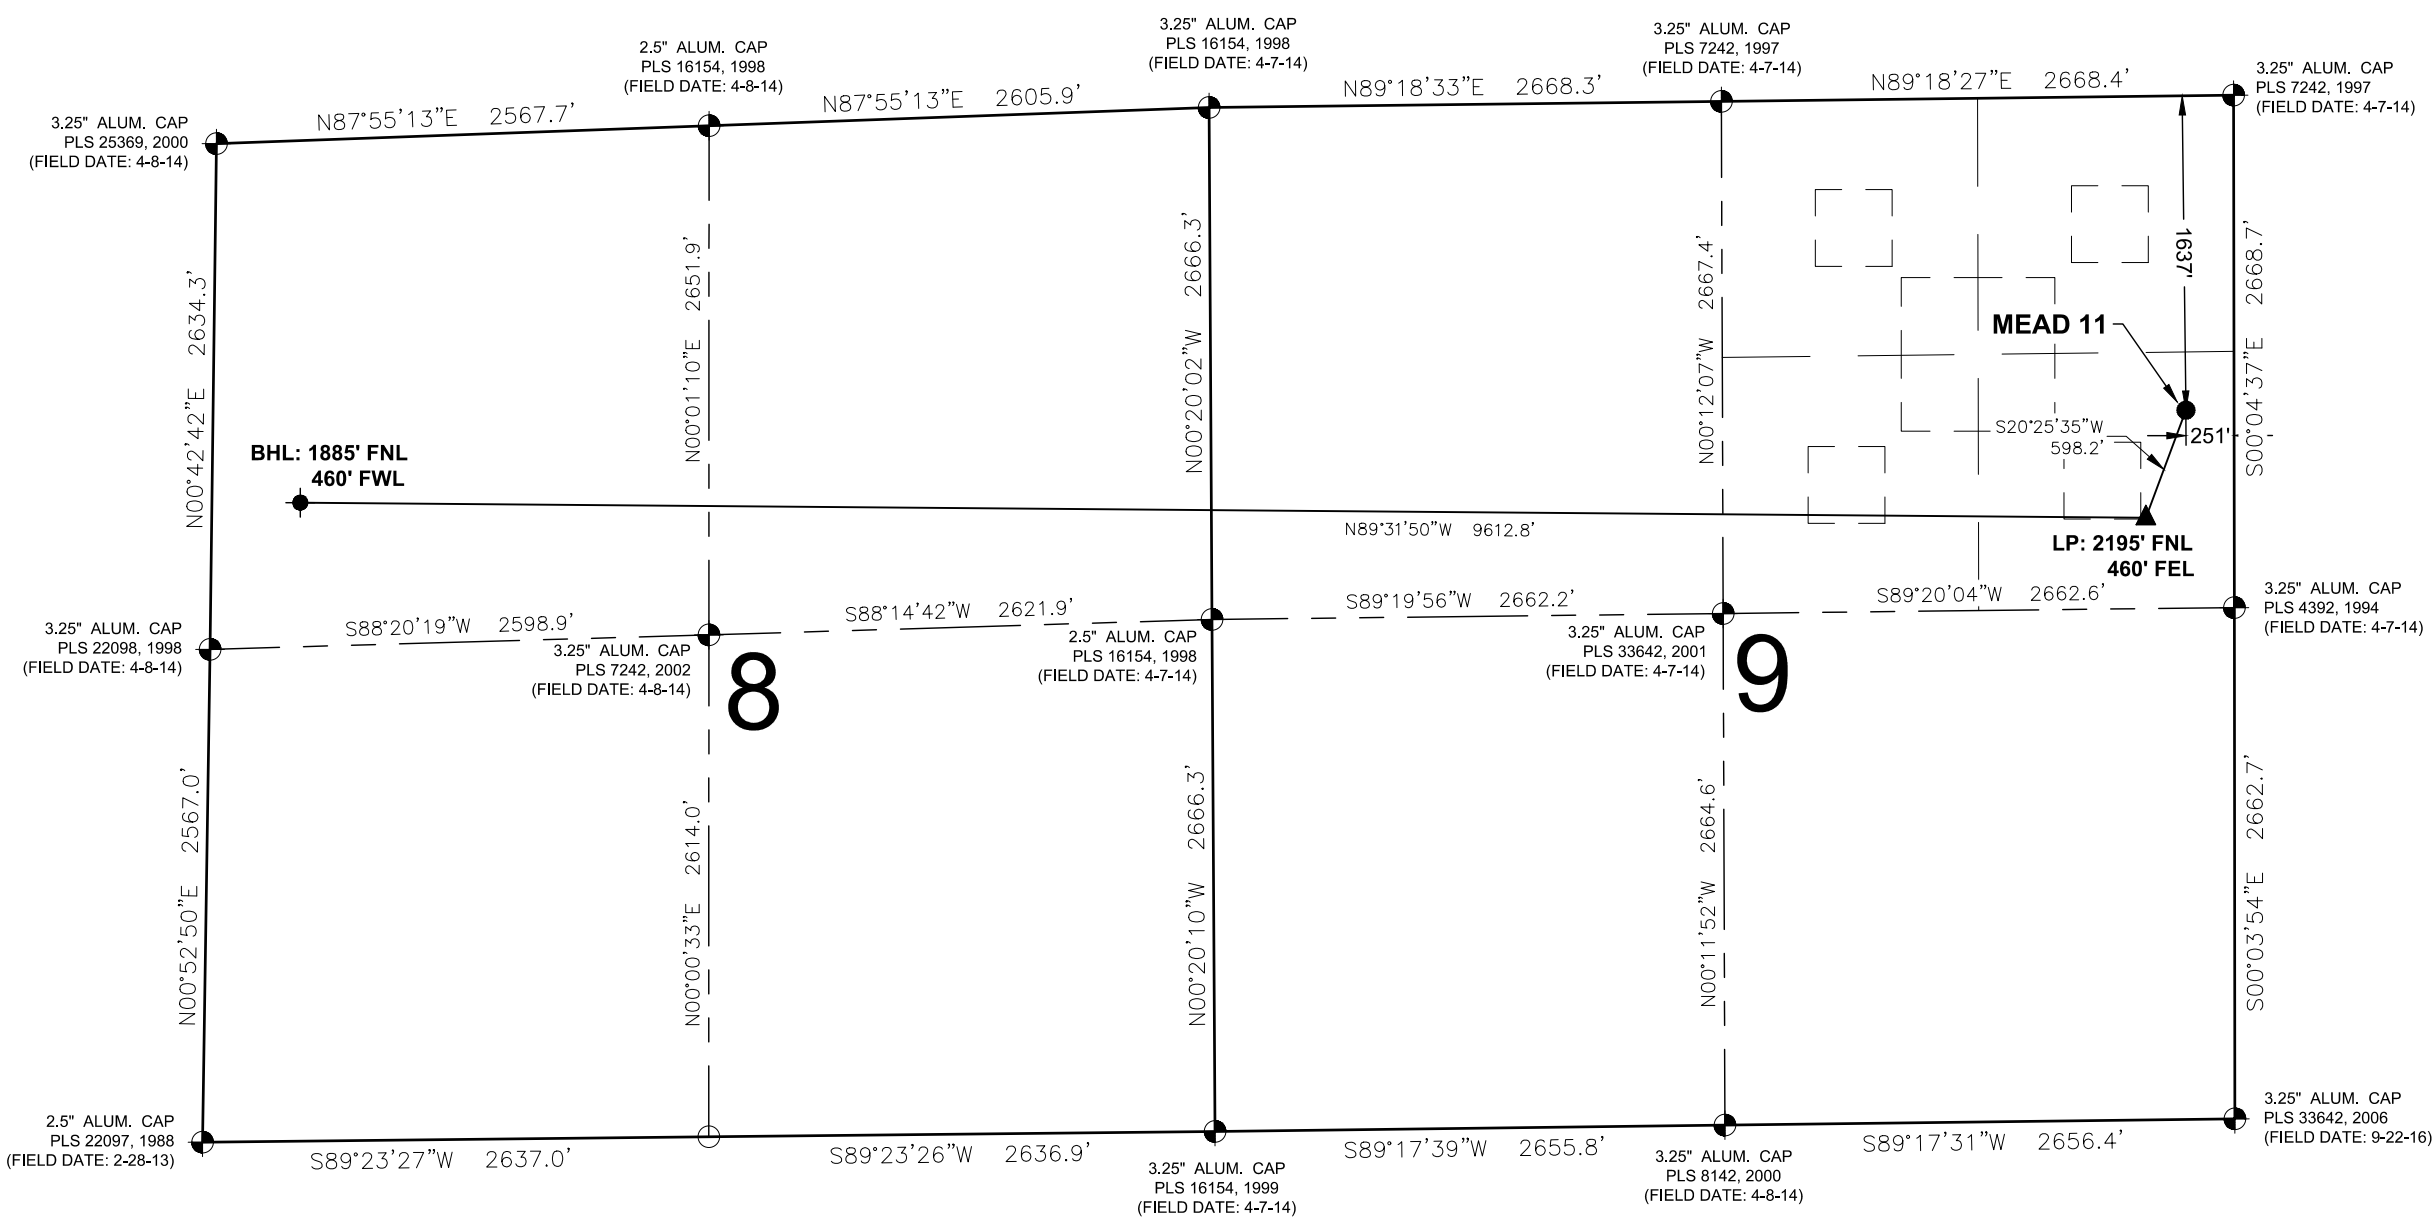 3.25" ALUM. CAP
PLS 25369, 2000
(FIELD DATE: 4-8-14)
N87°55'13"E 2567.7'
2.5" ALUM. CAP
PLS 16154, 1998
(FIELD DATE: 4-8-14)
N87°55'13"E 2605.9'
3.25" ALUM. CAP
PLS 16154, 1998
(FIELD DATE: 4-7-14)
N89°18'33"E 2668.3'
3.25" ALUM. CAP
PLS 7242, 1997
(FIELD DATE: 4-7-14)
N89°18'27"E 2668.4'
3.25" ALUM. CAP
PLS 7242, 1997
(FIELD DATE: 4-7-14)
N00°42'42"E 2634.3'
N00°01'10"E 2651.9'
N00°20'02"W 2666.3'
N00°12'07"W 2667.4'
1637'
S00°04'37"E 2668.7'
MEAD 11
251'
S20°25'35"W
598.2'
BHL: 1885' FNL
460' FWL
N89°31'50"W 9612.8'
LP: 2195' FNL
460' FEL
3.25" ALUM. CAP
PLS 22098, 1998
(FIELD DATE: 4-8-14)
S88°20'19"W 2598.9'
3.25" ALUM. CAP
PLS 7242, 2002
(FIELD DATE: 4-8-14)
8
S88°14'42"W 2621.9'
2.5" ALUM. CAP
PLS 16154, 1998
(FIELD DATE: 4-7-14)
S89°19'56"W 2662.2'
3.25" ALUM. CAP
PLS 33642, 2001
(FIELD DATE: 4-7-14)
9
S89°20'04"W 2662.6'
3.25" ALUM. CAP
PLS 4392, 1994
(FIELD DATE: 4-7-14)
N00°52'50"E 2567.0'
N00°00'33"E 2614.0'
N00°20'10"W 2666.3'
N00°11'52"W 2664.6'
S00°03'54"E 2662.7'
2.5" ALUM. CAP
PLS 22097, 1988
(FIELD DATE: 2-28-13)
S89°23'27"W 2637.0'
S89°23'26"W 2636.9'
3.25" ALUM. CAP
PLS 16154, 1999
(FIELD DATE: 4-7-14)
S89°17'39"W 2655.8'
3.25" ALUM. CAP
PLS 8142, 2000
(FIELD DATE: 4-8-14)
S89°17'31"W 2656.4'
3.25" ALUM. CAP
PLS 33642, 2006
(FIELD DATE: 9-22-16)